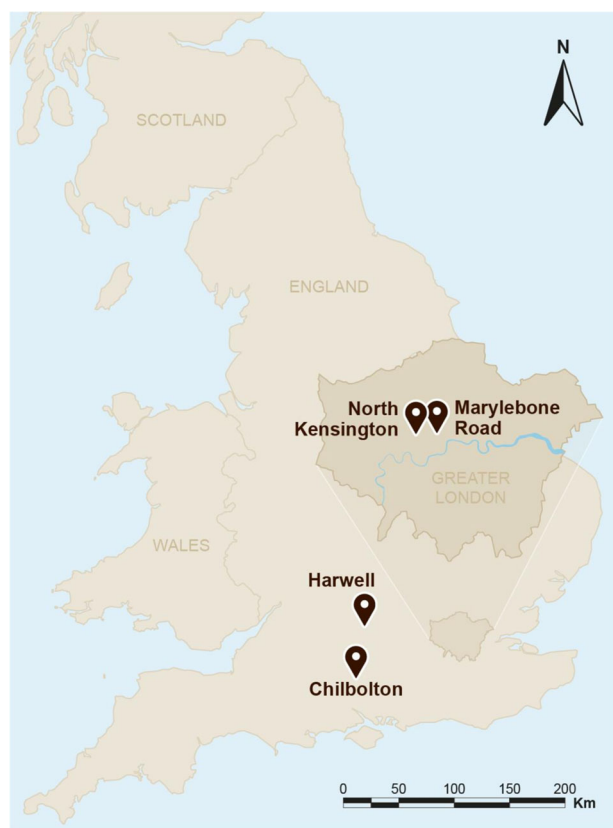 N
SCOTLAND
ENGLAND
North
Kensington
Marylebone
Road
GREATER
LONDON
WALES
Harwell
Chilbolton
0 50 100 150 200
Km